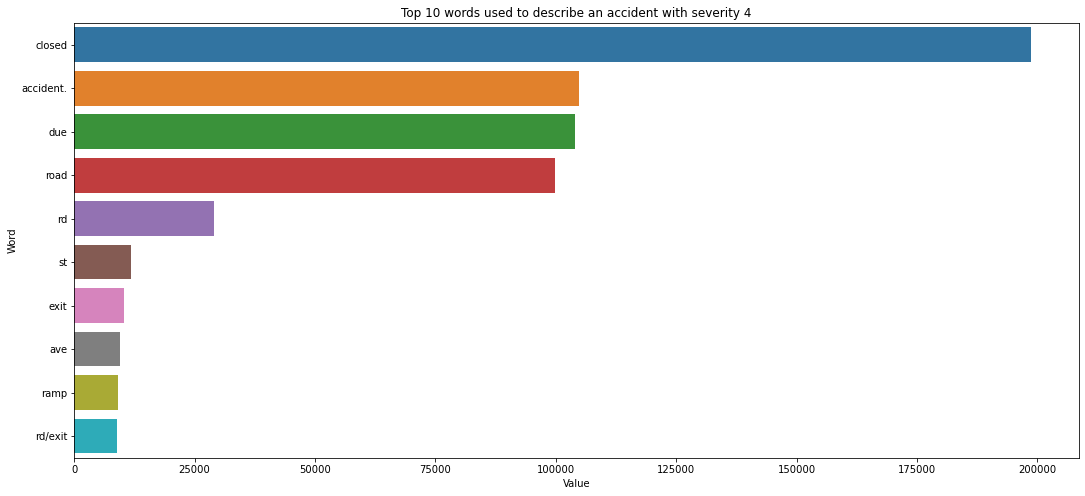 Top 10 words used to describe an accident with severity 4
Word
closed
accident.
due
road
rd
st
exit
ave
ramp
rd/exit
0 25000 50000 75000 100000 125000 150000 175000 200000
Value